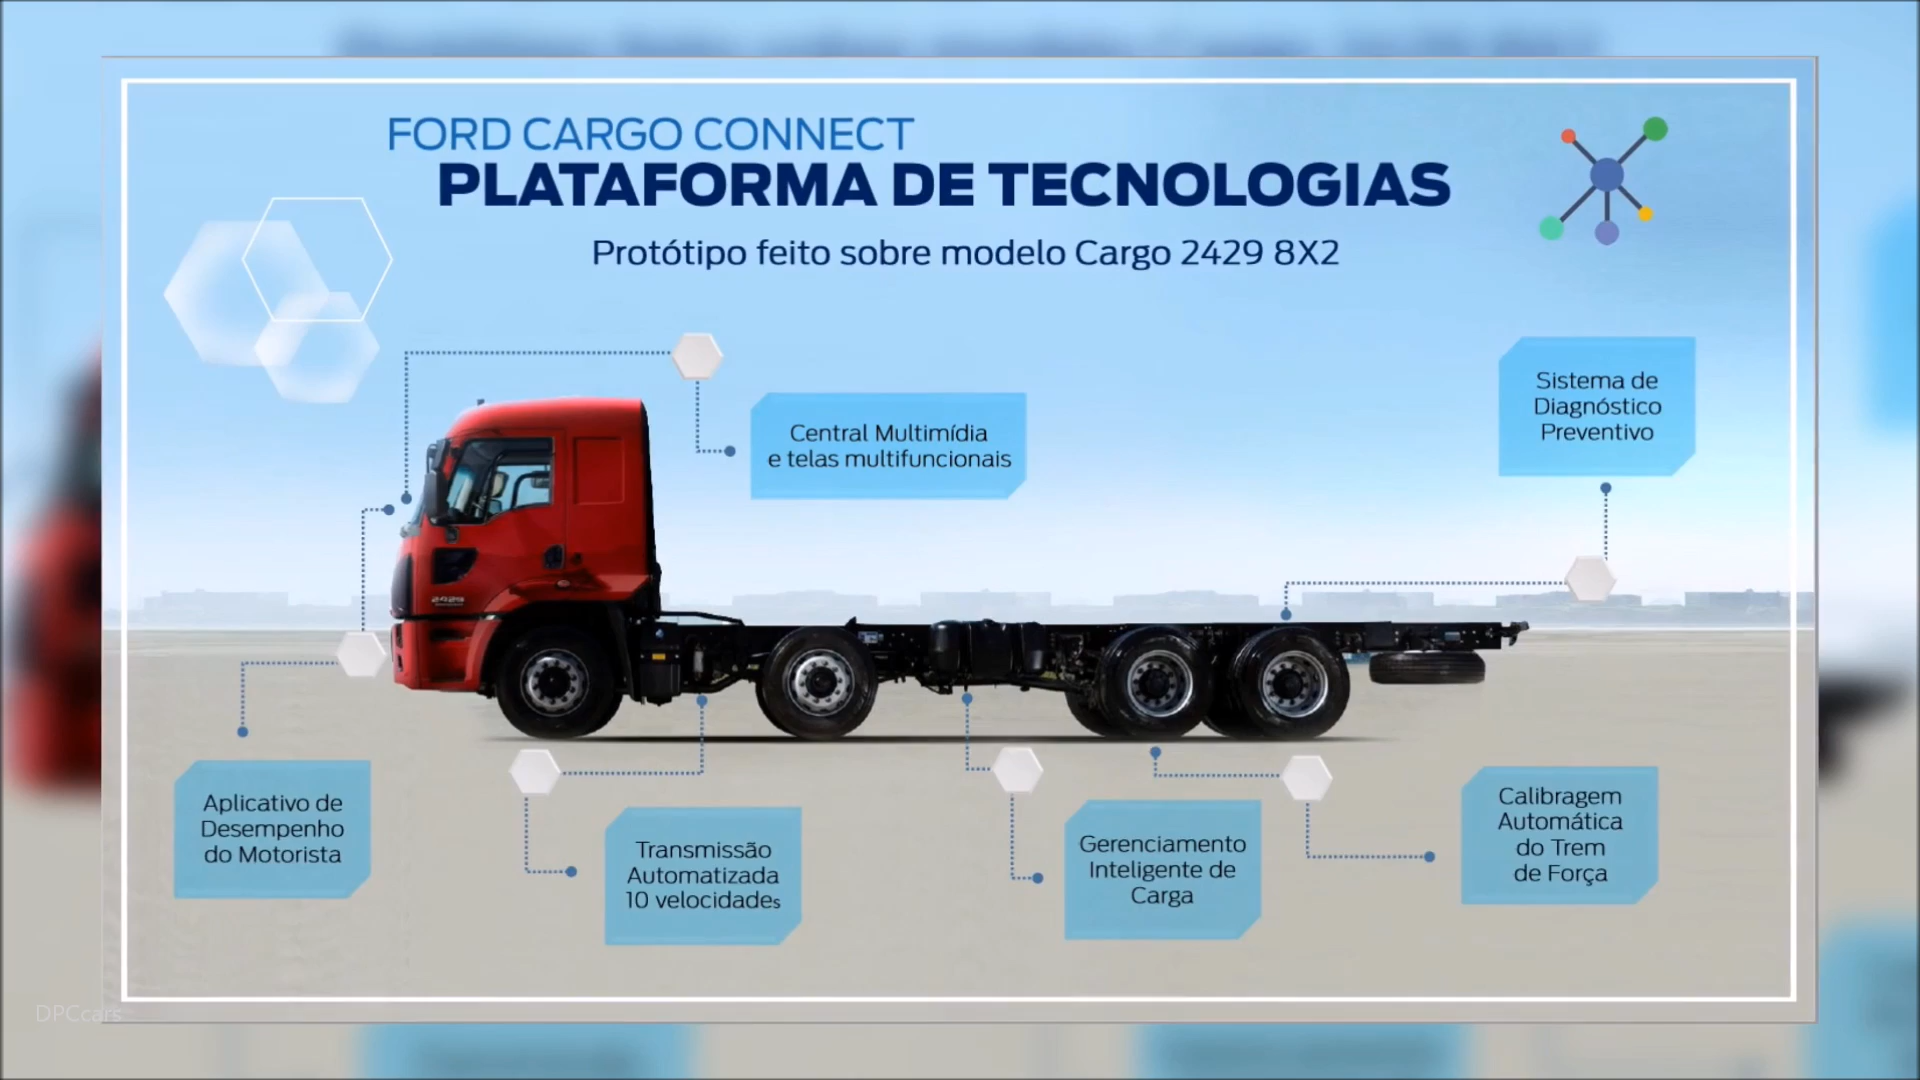 FORD CARGO CONNECT
PLATAFORMA DE TECNOLOGIAS
Protótipo feito sobre modelo Cargo 2429 8X2
Central Multimídia
e telas multifuncionais
Sistema de
Diagnóstico
Preventivo
2429
Aplicativo de
Desempenho
do Motorista
Transmissão
Automatizada
10 velocidades
Gerenciamento
Inteligente de
Carga
Calibragem
Automática
do Trem
de Força
DPCcars